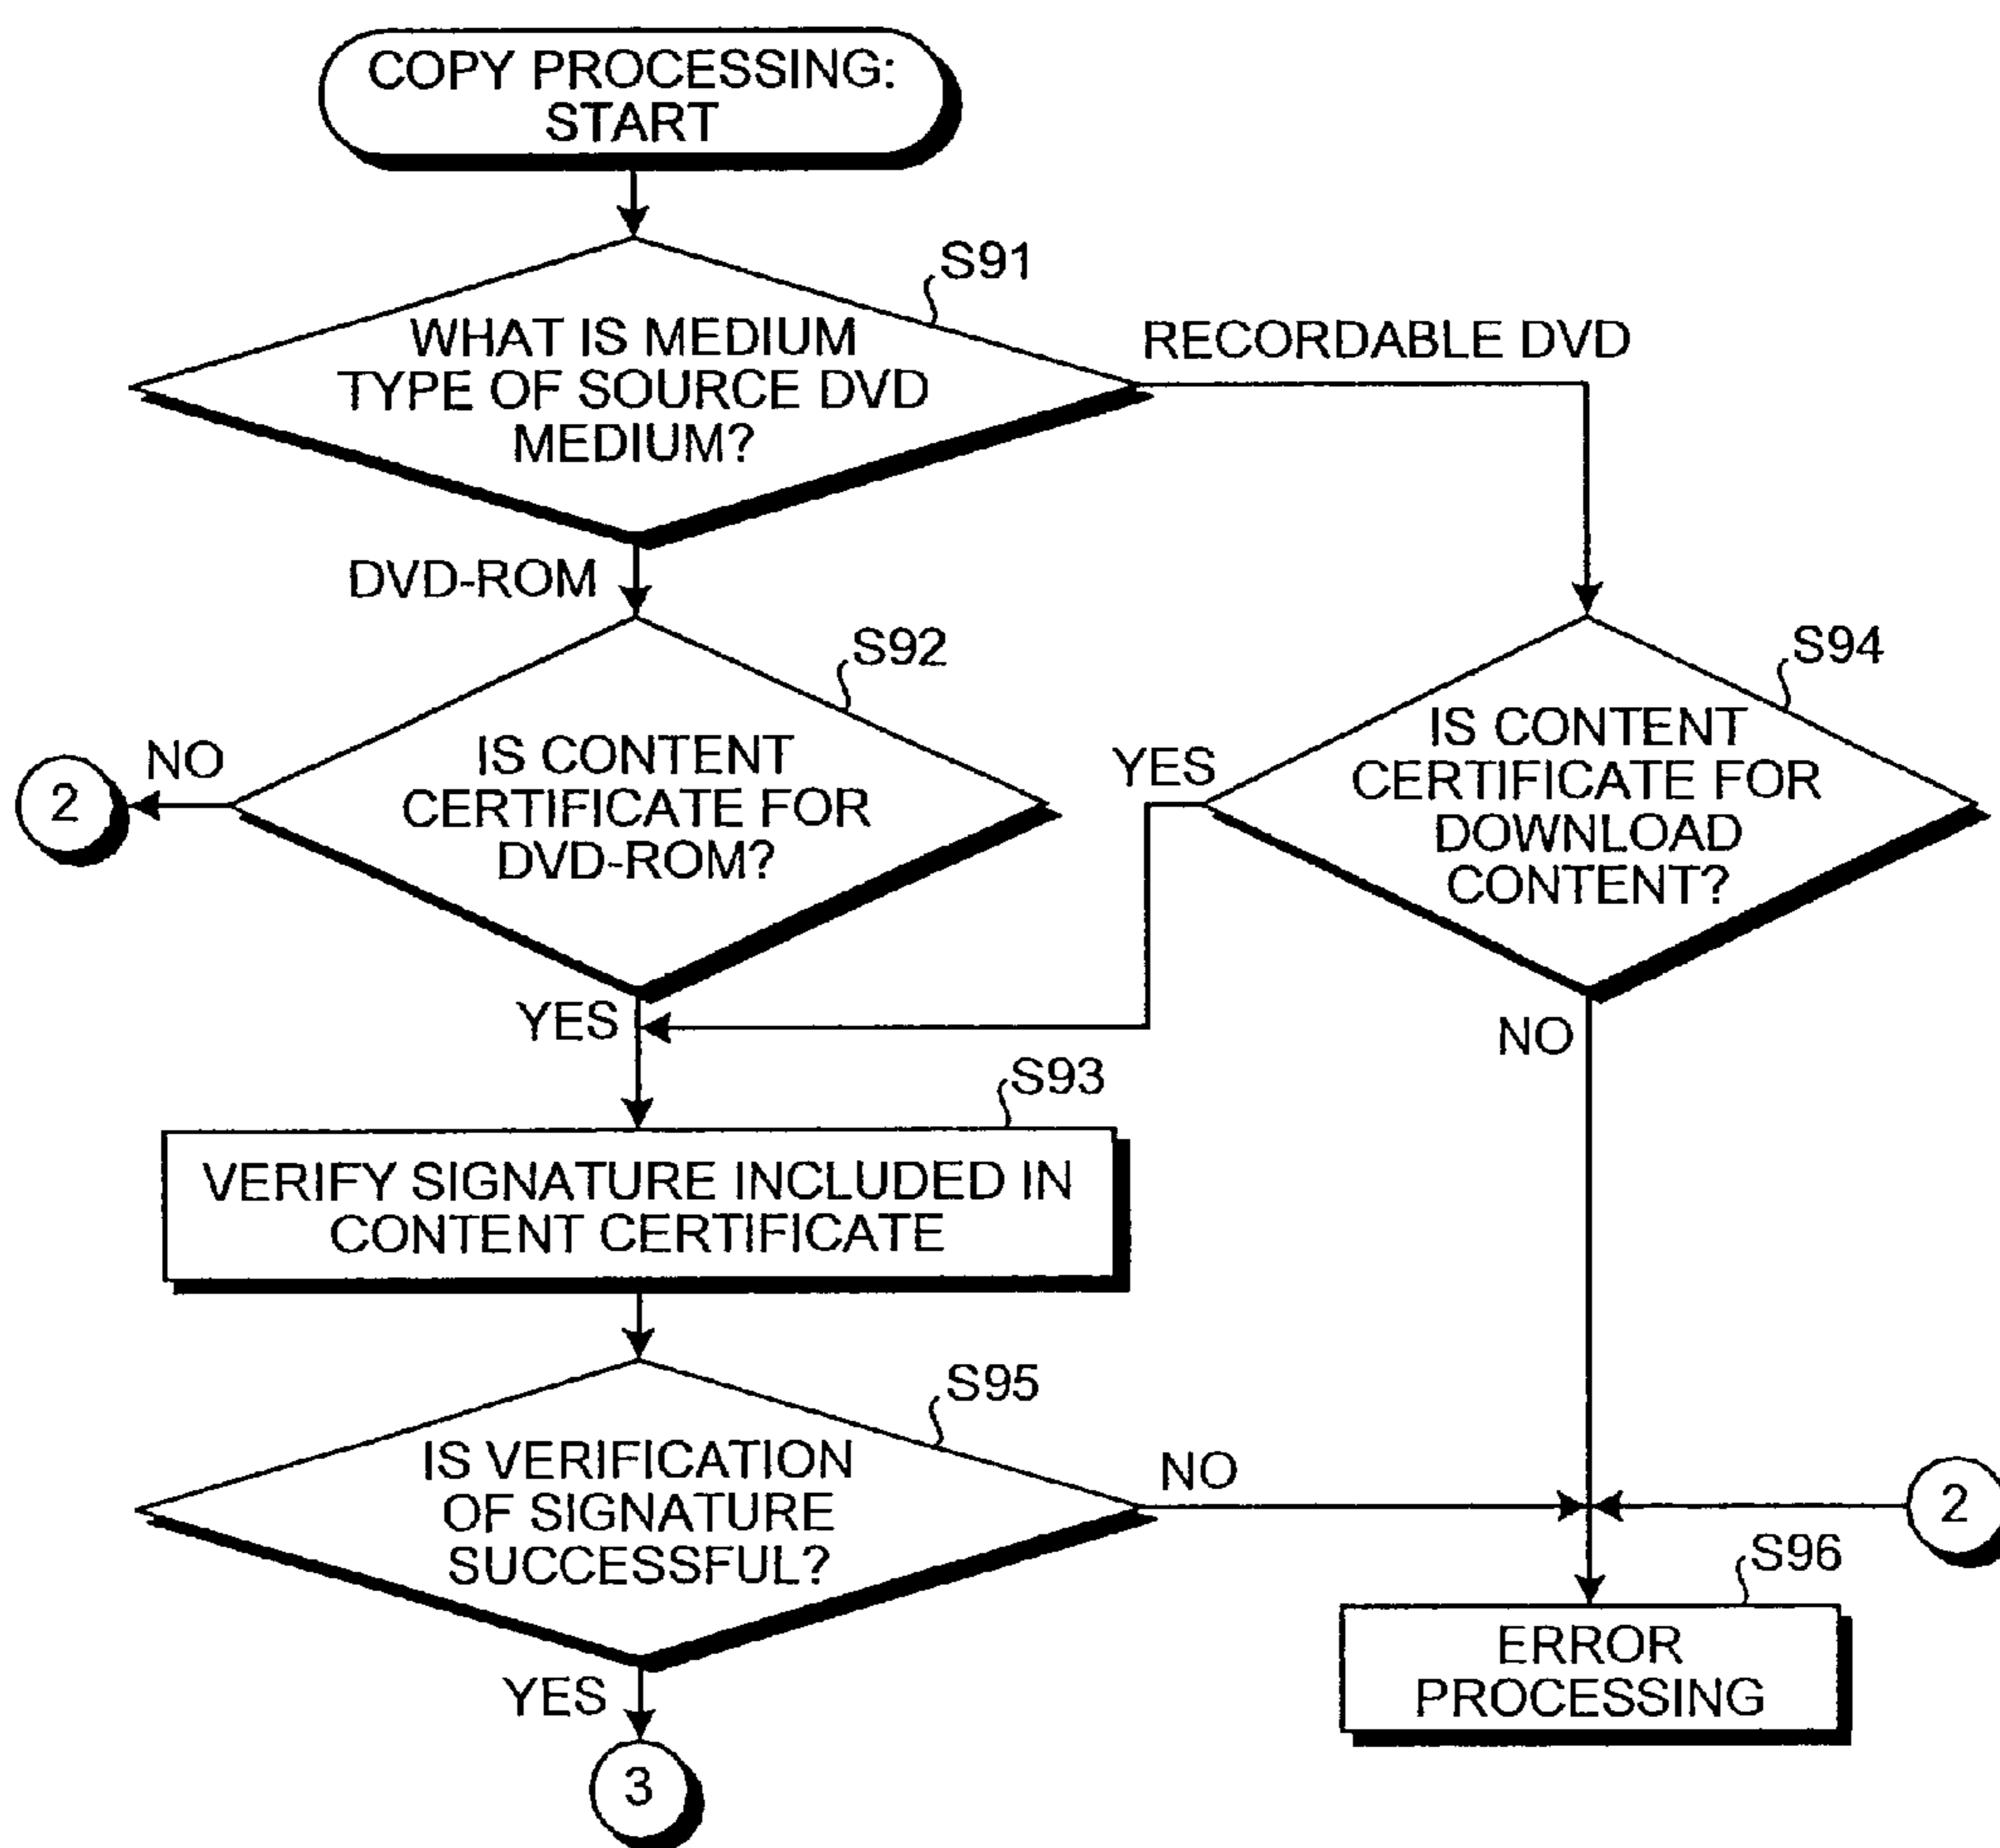 COPY PROCESSING:
START
S91
WHAT IS MEDIUM
TYPE OF SOURCE DVD
MEDIUM?
RECORDABLE DVD
DVD-ROM
S92
IS CONTENT
CERTIFICATE FOR
DVD-ROM?
NO
2
S94
IS CONTENT
CERTIFICATE FOR
DOWNLOAD
CONTENT?
YES
YES
NO
S93
VERIFY SIGNATURE INCLUDED IN
CONTENT CERTIFICATE
S95
IS VERIFICATION
OF SIGNATURE
SUCCESSFUL?
NO
2
S96
ERROR
PROCESSING
YES
3